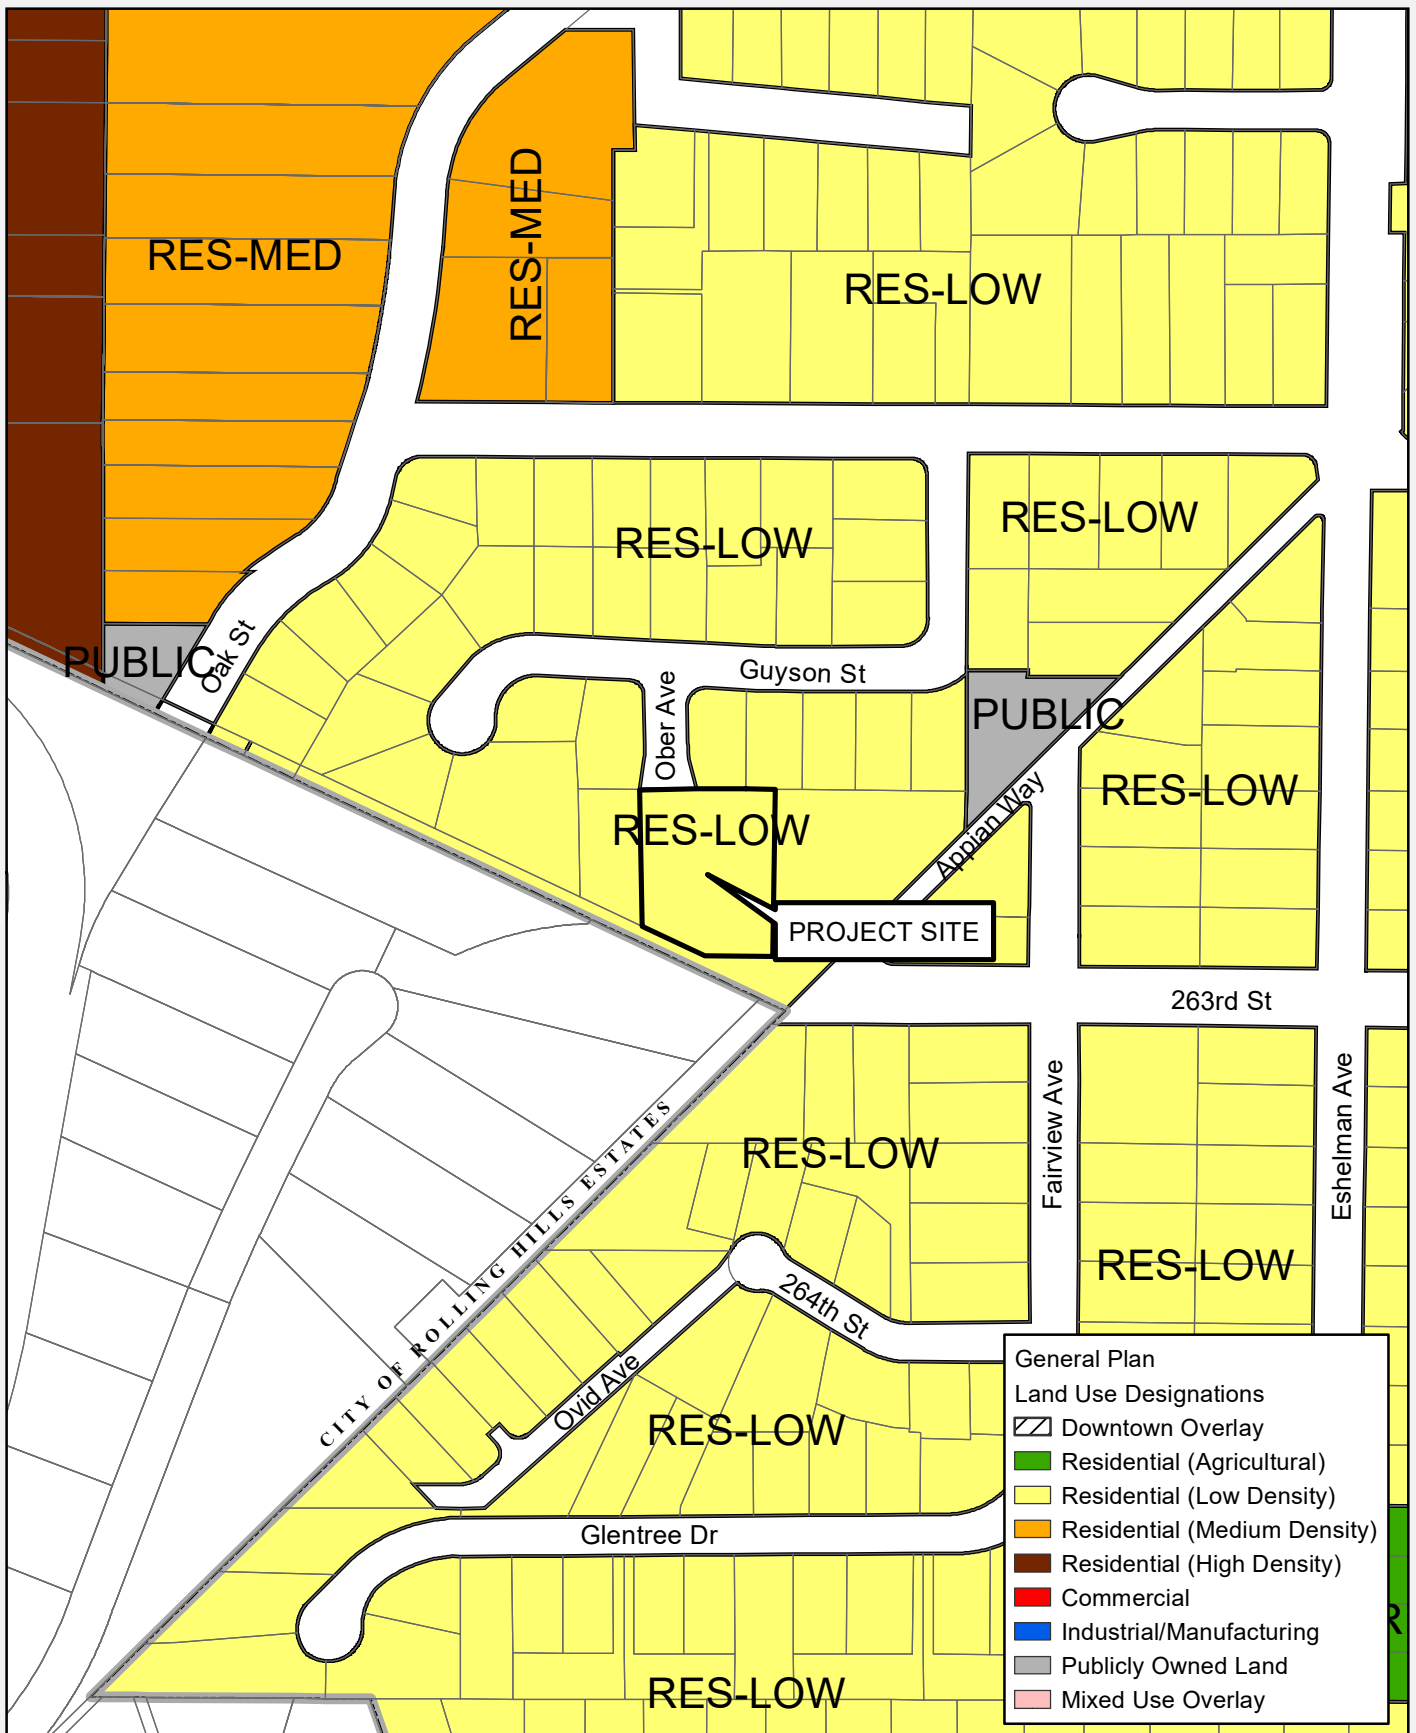 RES-MED
RES-MED
RES-LOW
RES-LOW
RES-LOW
PUBLIC
Oak St
Guyson St
Ober Ave
PUBLIC
RES-LOW
RES-LOW
Appian Way
PROJECT SITE
263rd St
CITY OF ROLLING HILLS ESTATES
RES-LOW
Fairview Ave
Eshelman Ave
RES-LOW
264th St
Ovid Ave
RES-LOW
Glentree Dr
RES-LOW
General Plan
Land Use Designations
Downtown Overlay
Residential (Agricultural)
Residential (Low Density)
Residential (Medium Density)
Residential (High Density)
Commercial
Industrial/Manufacturing
Publicly Owned Land
Mixed Use Overlay
R